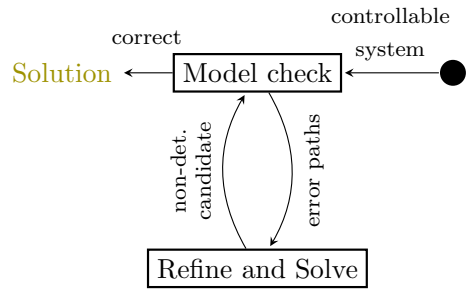 controllable
system
correct
Solution
Model check
non-det.
candidate
error paths
Refine and Solve